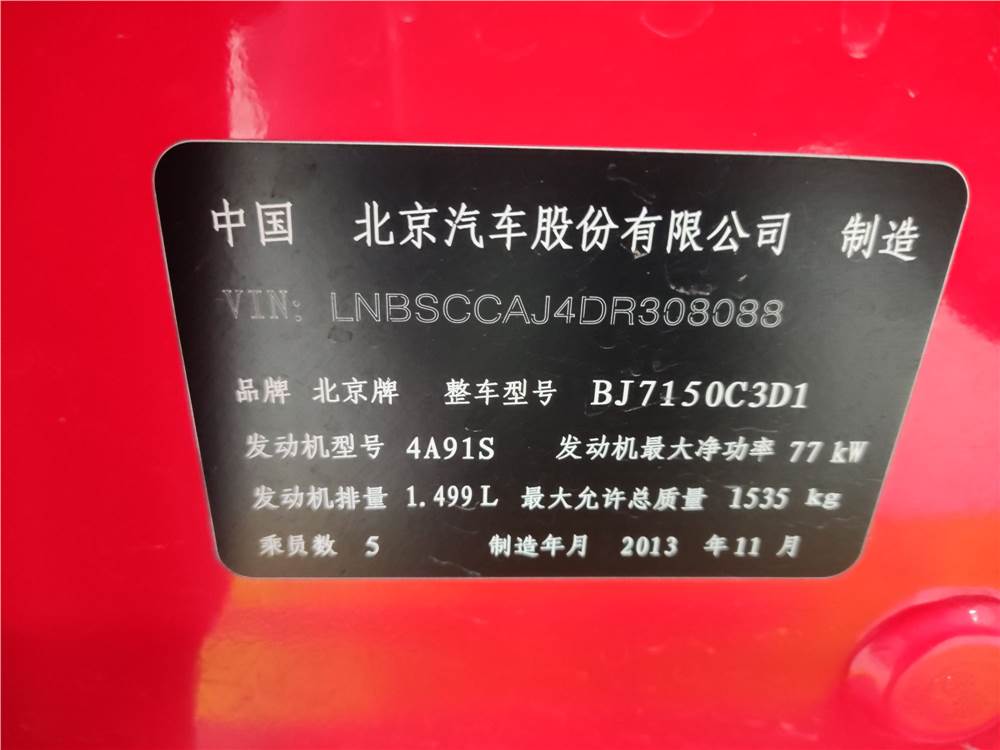 中国 北京汽车股份有限公司 制造
VIN: LNBSCCAJ4DR308088
品牌 北京牌 整车型号 BJ7150C3D1
发动机型号 4A91S 发动机最大净功率 77 kW
发动机排量 1.499 L 最大允许总质量 1535 kg
乘员数 5 制造年月 2013 年 11 月